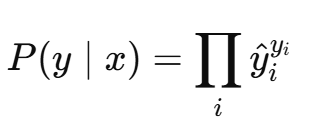 P(y | x) = ∏_i ŷ_i^{y_i}